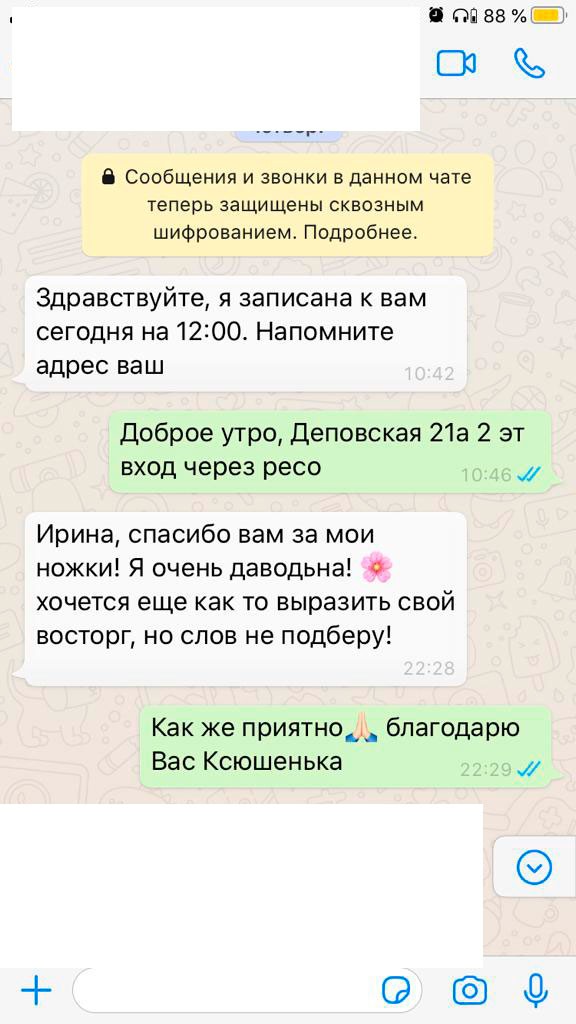 88 %
Сообщения и звонки в данном чате
теперь защищены сквозным
шифрованием. Подробнее.
Здравствуйте, я записана к вам
сегодня на 12:00. Напомните
адрес ваш
10:42
Доброе утро, Деповская 21а 2 эт
вход через ресо
10:46
Ирина, спасибо вам за мои
ножки! Я очень даводьна! 🌸
хочется еще как то выразить свой
восторг, но слов не подберу!
22:28
Как же приятно🙏🏻 благодарю
Вас Ксюшенька
22:29